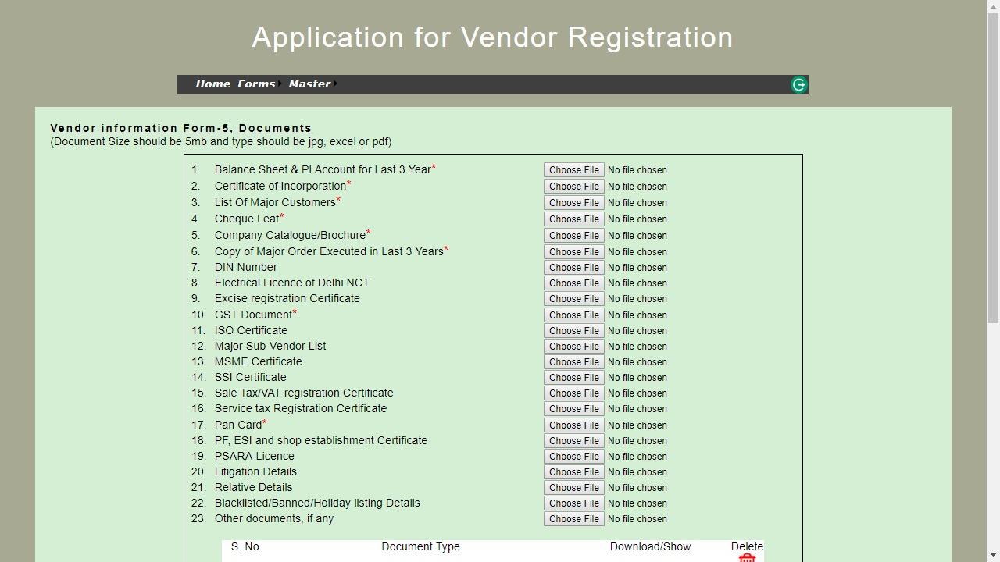 Application for Vendor Registration
Home Forms Master
Vendor information Form-5, Documents
(Document Size should be 5mb and type should be jpg, excel or pdf)
1. Balance Sheet & Pl Account for Last 3 Year* Choose File No file chosen
2. Certificate of Incorporation* Choose File No file chosen
3. List Of Major Customers* Choose File No file chosen
4. Cheque Leaf* Choose File No file chosen
5. Company Catalogue/Brochure* Choose File No file chosen
6. Copy of Major Order Executed in Last 3 Years* Choose File No file chosen
7. DIN Number Choose File No file chosen
8. Electrical Licence of Delhi NCT Choose File No file chosen
9. Excise registration Certificate Choose File No file chosen
10. GST Document* Choose File No file chosen
11. ISO Certificate Choose File No file chosen
12. Major Sub-Vendor List Choose File No file chosen
13. MSME Certificate Choose File No file chosen
14. SSI Certificate Choose File No file chosen
15. Sale Tax/VAT registration Certificate Choose File No file chosen
16. Service tax Registration Certificate Choose File No file chosen
17. Pan Card* Choose File No file chosen
18. PF, ESI and shop establishment Certificate Choose File No file chosen
19. PSARA Licence Choose File No file chosen
20. Litigation Details Choose File No file chosen
21. Relative Details Choose File No file chosen
22. Blacklisted/Banned/Holiday listing Details Choose File No file chosen
23. Other documents, if any Choose File No file chosen
S. No. Document Type Download/Show Delete